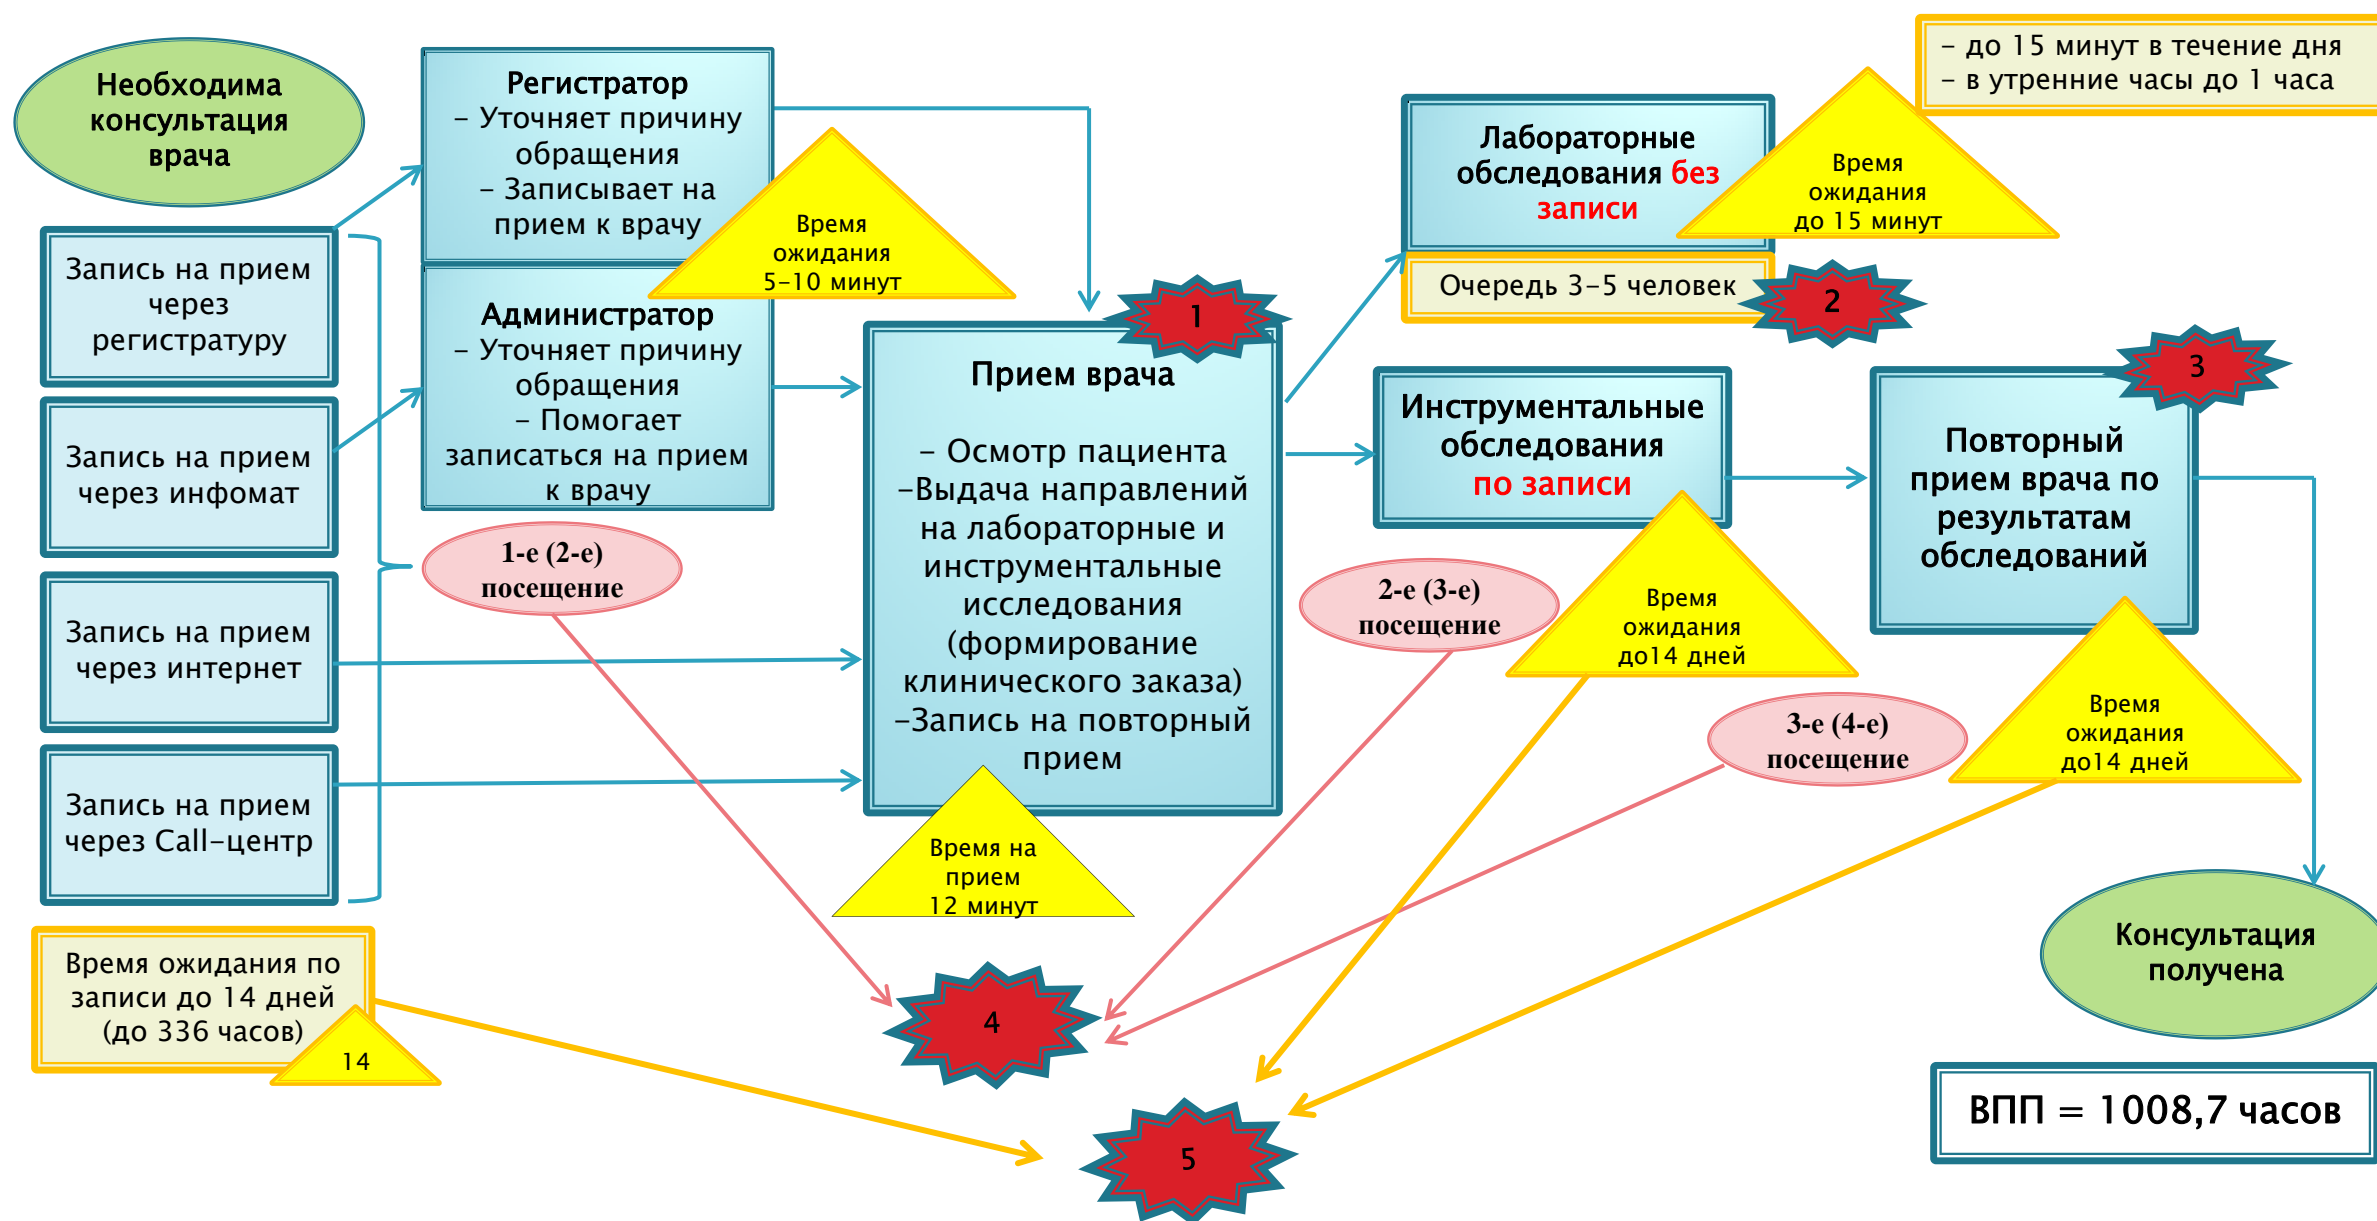 Необходима
консультация
врача
Запись на прием
через
регистратуру
Запись на прием
через инфомат
Запись на прием
через интернет
Запись на прием
через Call-центр
Время ожидания по
записи до 14 дней
(до 336 часов)
14
Регистратор
- Уточняет причину
обращения
- Записывает на
прием к врачу
Время
ожидания
5-10 минут
Администратор
- Уточняет причину
обращения
- Помогает
записаться на прием
к врачу
1-е (2-е)
посещение
1
Прием врача
- Осмотр пациента
-Выдача направлений
на лабораторные и
инструментальные
исследования
(формирование
клинического заказа)
-Запись на повторный
прием
Время на
прием
12 минут
Лабораторные
обследования без
записи
Время
ожидания
до 15 минут
- до 15 минут в течение дня
- в утренние часы до 1 часа
Очередь 3-5 человек
2
Инструментальные
обследования
по записи
2-е (3-е)
посещение
Время
ожидания
до14 дней
3
Повторный
прием врача по
результатам
обследований
3-е (4-е)
посещение
Время
ожидания
до14 дней
4
5
Консультация
получена
ВПП = 1008,7 часов